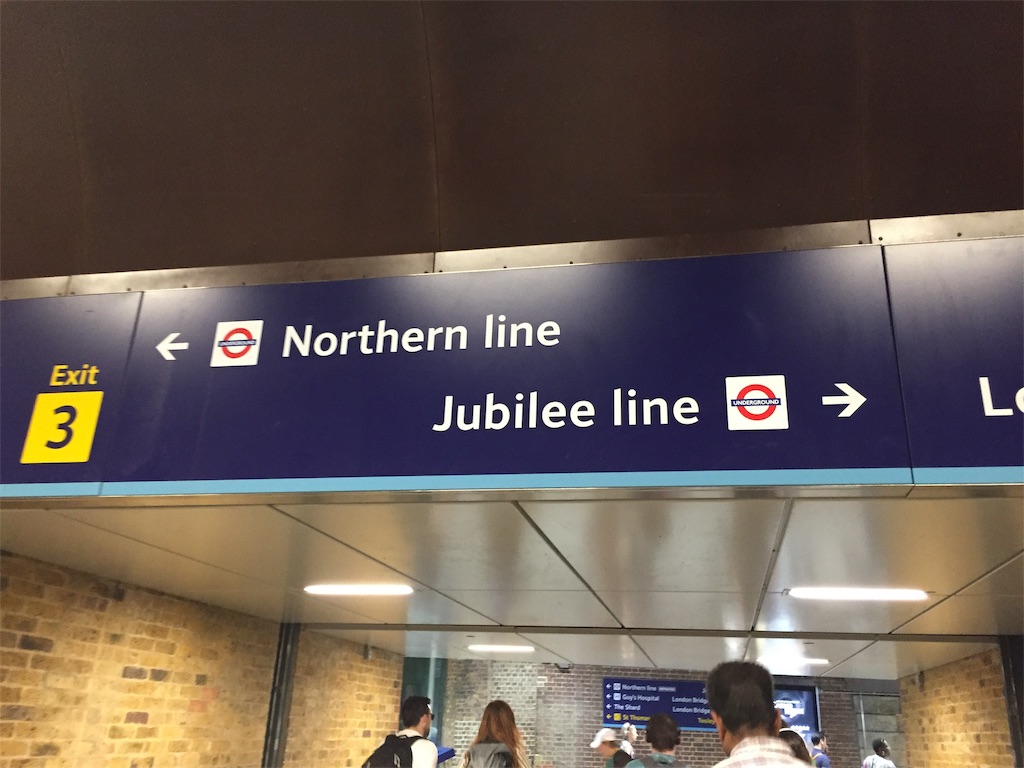 Exit
3
UNDERGROUND
Northern line
Jubilee line
UNDERGROUND
Northern line
Guy's Hospital
The Shard
London Bridge
London Bridge